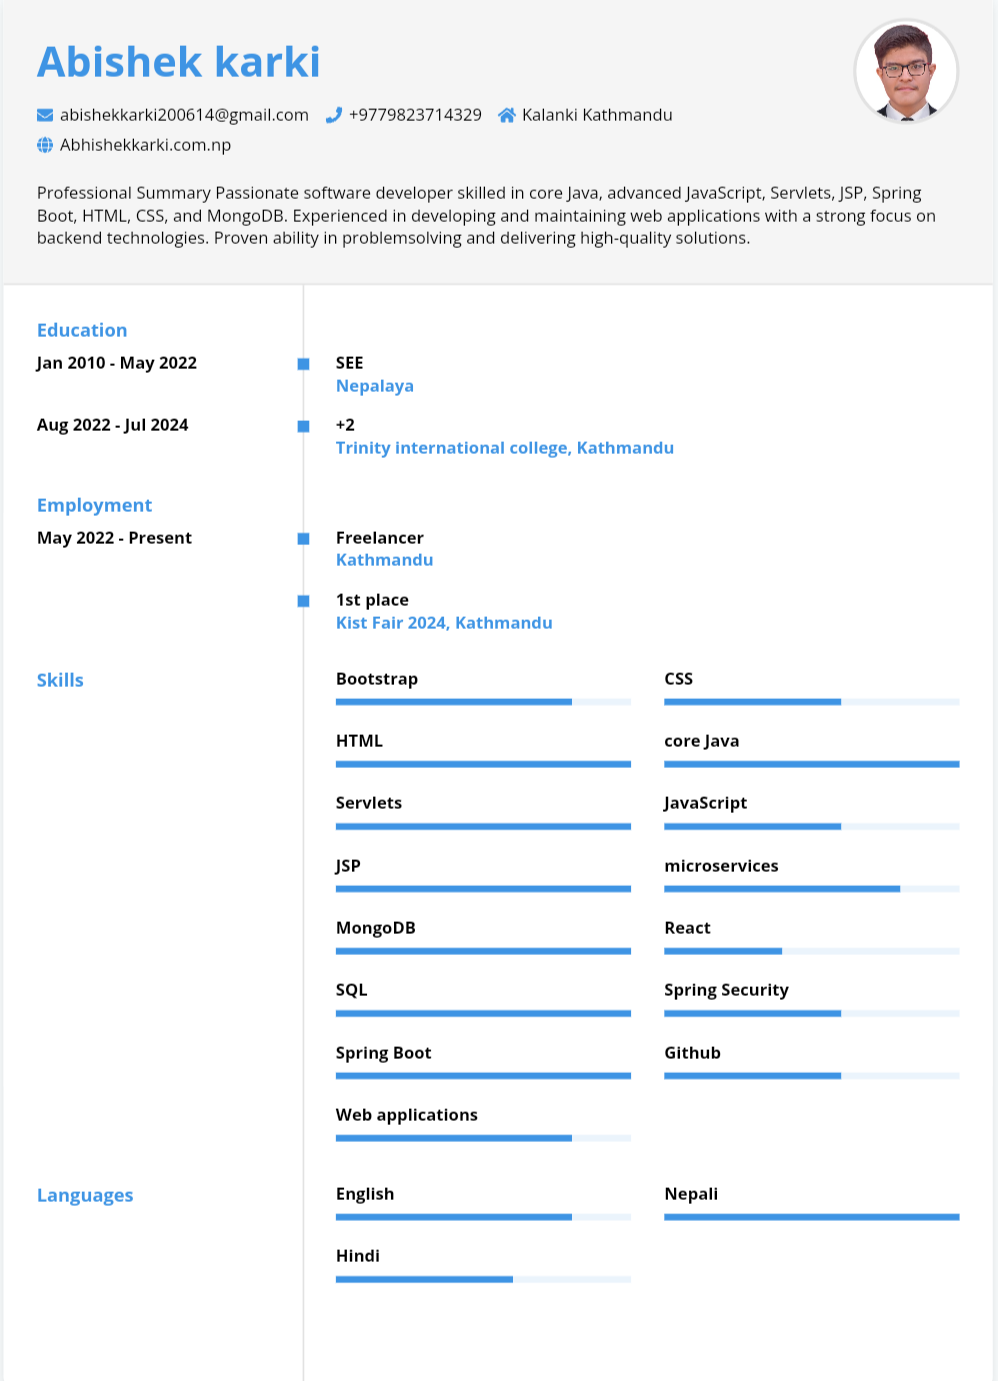 Abishek karki
abishekkarki200614@gmail.com +9779823714329 Kalanki Kathmandu
Abhishekkarki.com.np
Professional Summary Passionate software developer skilled in core Java, advanced JavaScript, Servlets, JSP, Spring
Boot, HTML, CSS, and MongoDB. Experienced in developing and maintaining web applications with a strong focus on
backend technologies. Proven ability in problemsolving and delivering high-quality solutions.
Education
Jan 2010 - May 2022 SEE
Nepalaya
Aug 2022 - Jul 2024 +2
Trinity international college, Kathmandu
Employment
May 2022 - Present Freelancer
Kathmandu
1st place
Kist Fair 2024, Kathmandu
Skills Bootstrap CSS
HTML core Java
Servlets JavaScript
JSP microservices
MongoDB React
SQL Spring Security
Spring Boot Github
Web applications
Languages English Nepali
Hindi